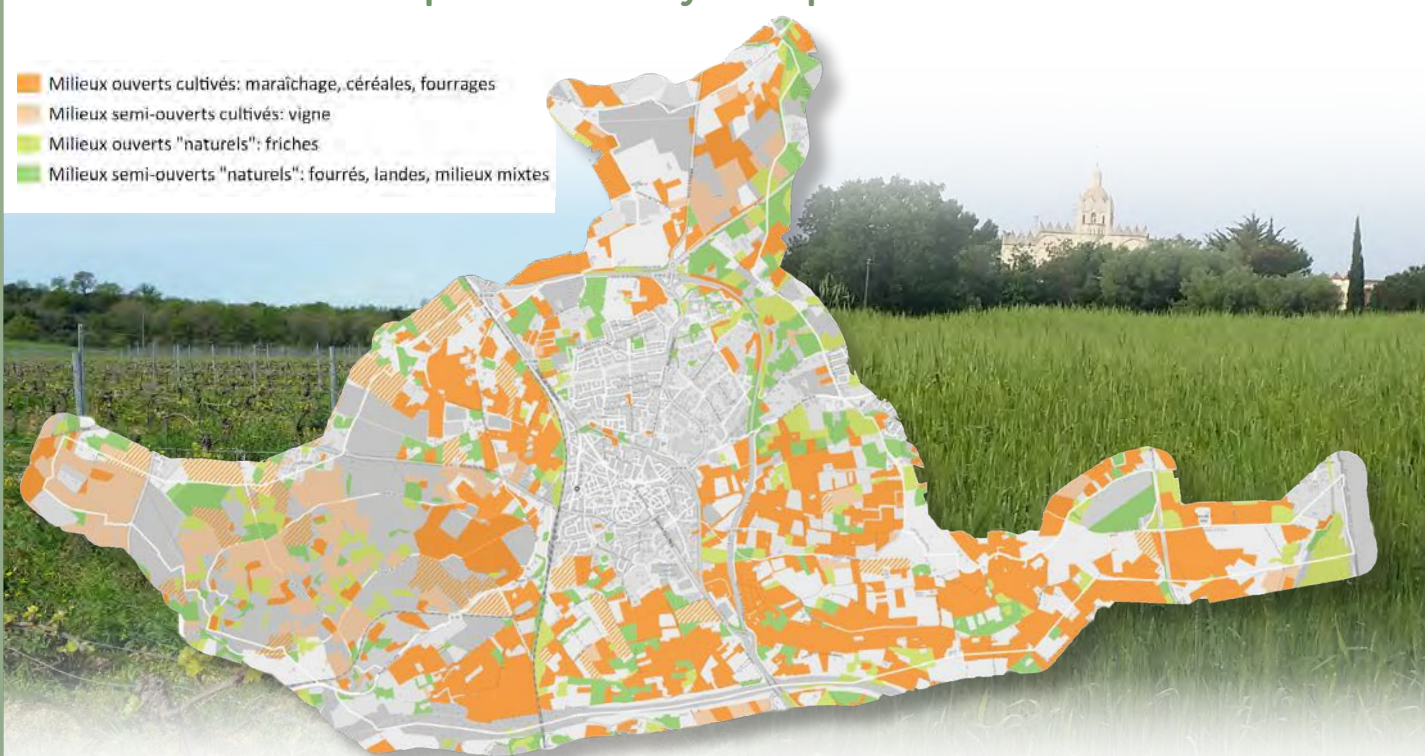 Milieux ouverts cultivés: maraîchage, céréales, fourrages
Milieux semi-ouverts cultivés: vigne
Milieux ouverts "naturels": friches
Milieux semi-ouverts "naturels": fourrés, landes, milieux mixtes